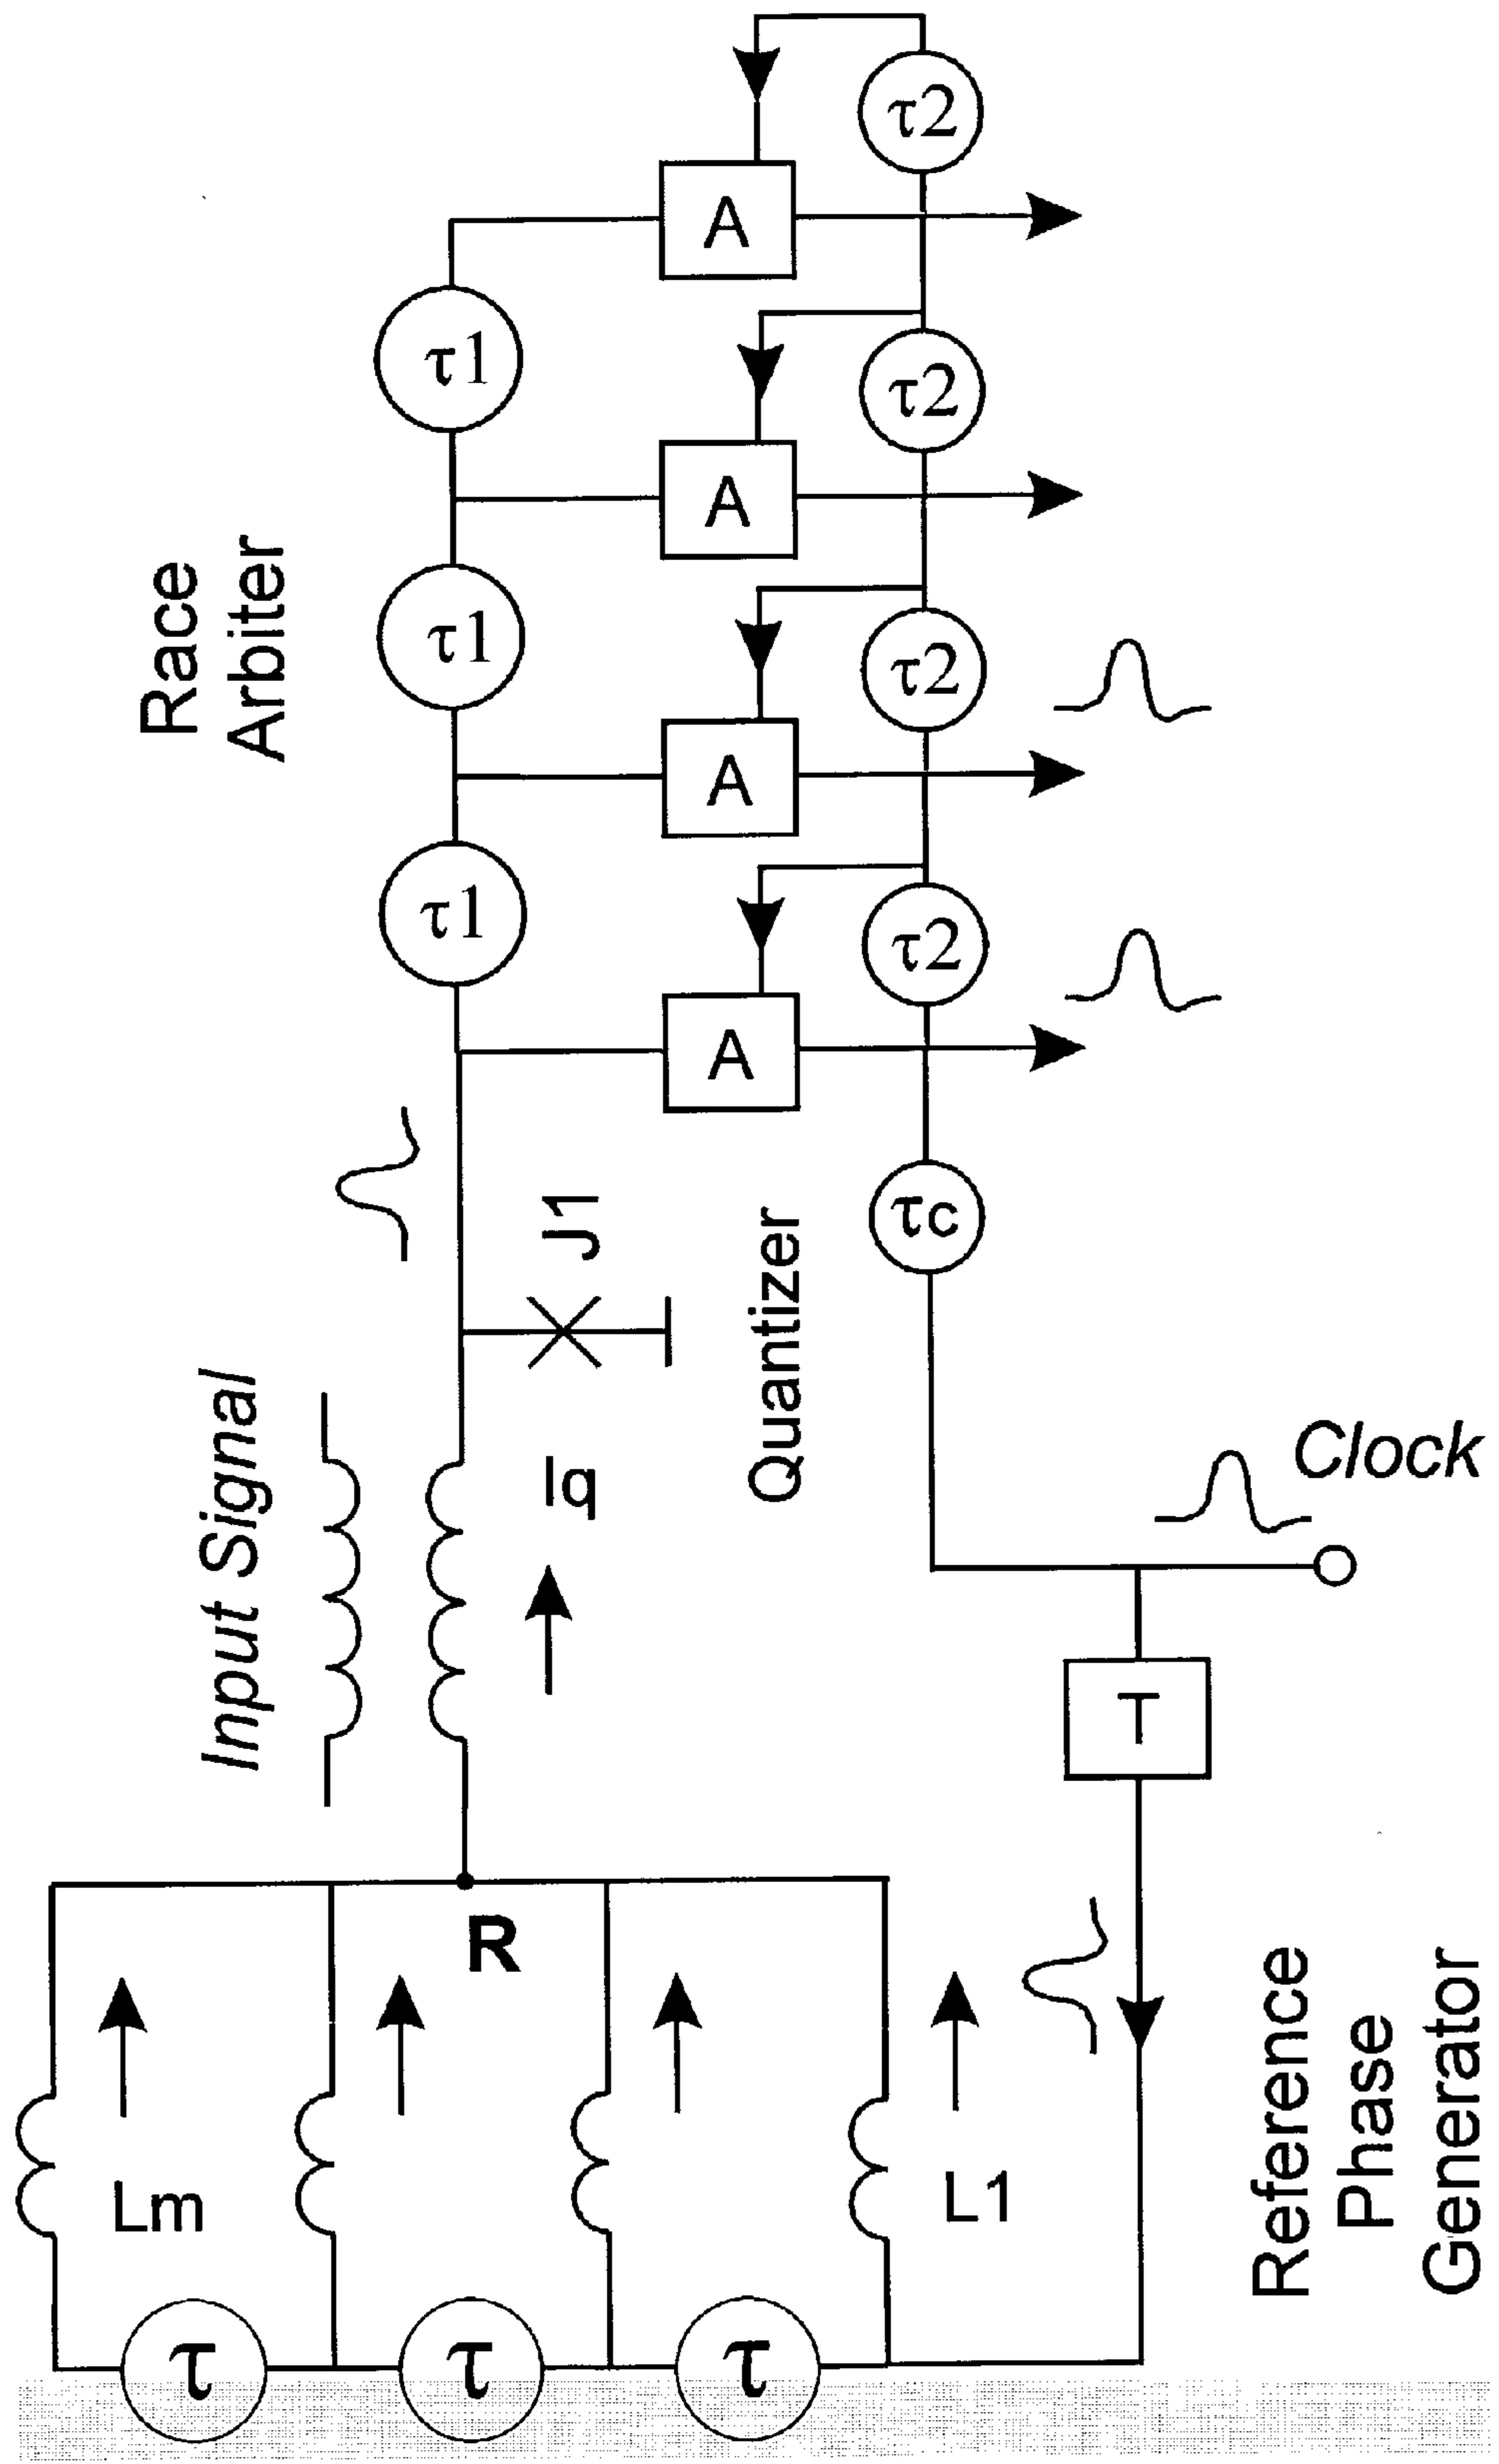 τ2
A
τ1
τ2
A
Race
Arbiter
τ1
τ2
A
τ1
τ2
A
J1
τc
Quantizer
Input Signal
Iq
Clock
T
R
Reference
Phase
Generator
Lm
L1
τ
τ
τ